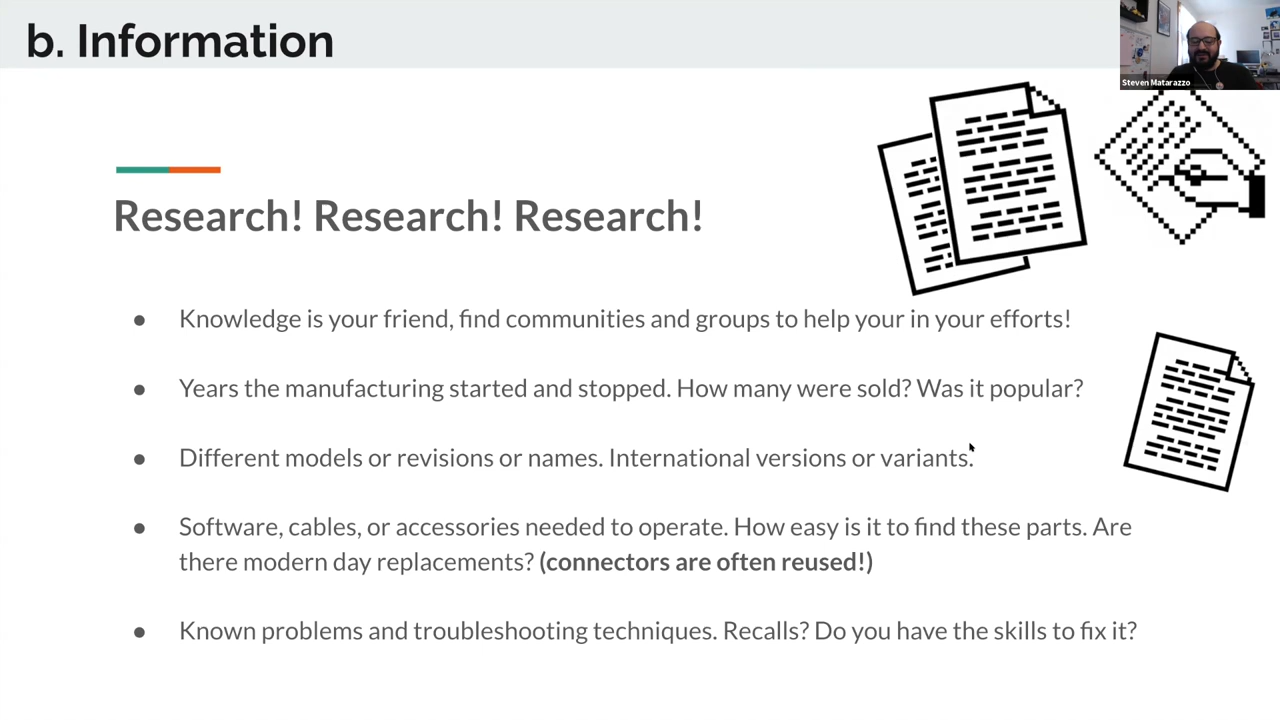 b. Information
Steven Matarazzo
Research! Research! Research!
● Knowledge is your friend, find communities and groups to help your in your efforts!
● Years the manufacturing started and stopped. How many were sold? Was it popular?
● Different models or revisions or names. International versions or variants.
● Software, cables, or accessories needed to operate. How easy is it to find these parts. Are
there modern day replacements? (connectors are often reused!)
● Known problems and troubleshooting techniques. Recalls? Do you have the skills to fix it?